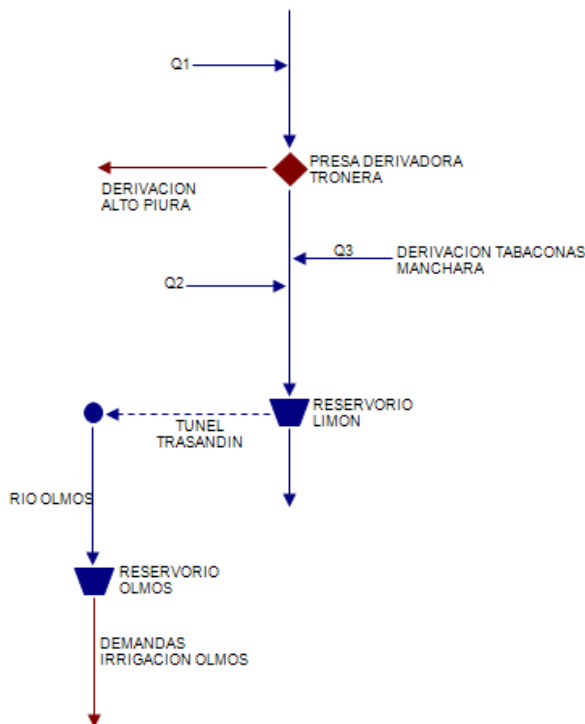 Q1
PRESA DERIVADORA
TRONERA
DERIVACION
ALTO PIURA
Q3
DERIVACION TABACONAS
MANCHARA
Q2
RESERVORIO
LIMON
TUNEL
TRASANDIN
RIO OLMOS
RESERVORIO
OLMOS
DEMANDAS
IRRIGACION OLMOS